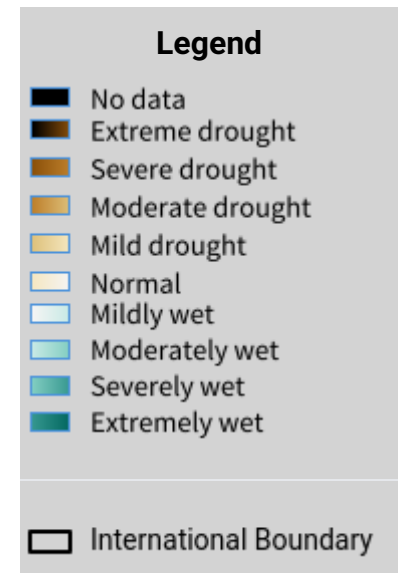 Legend
No data
Extreme drought
Severe drought
Moderate drought
Mild drought
Normal
Mildly wet
Moderately wet
Severely wet
Extremely wet
International Boundary